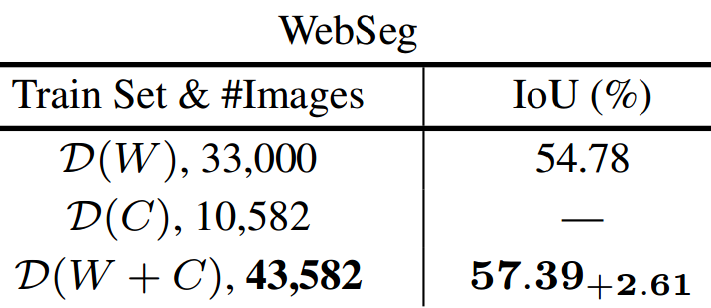 WebSeg
Train Set & #Images IoU (%)
𝒟(W), 33,000 54.78
𝒟(C), 10,582 —
𝒟(W + C), 43,582 57.39+2.61